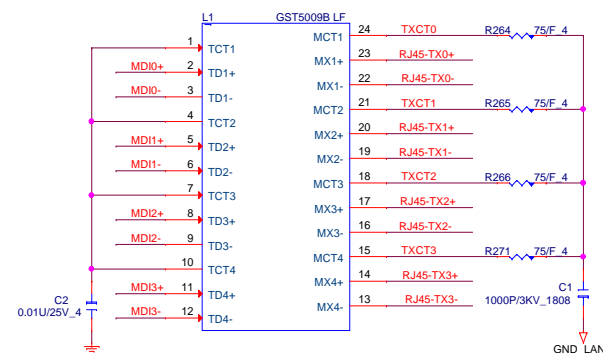 L1 GST5009B LF
1 TCT1 MCT1 24 TXCT0 R264 75/F_4
MDI0+ 2 TD1+ MX1+ 23 RJ45-TX0+
MDI0- 3 TD1- MX1- 22 RJ45-TX0-
4 TCT2 MCT2 21 TXCT1 R265 75/F_4
MDI1+ 5 TD2+ MX2+ 20 RJ45-TX1+
MDI1- 6 TD2- MX2- 19 RJ45-TX1-
7 TCT3 MCT3 18 TXCT2 R266 75/F_4
MDI2+ 8 TD3+ MX3+ 17 RJ45-TX2+
MDI2- 9 TD3- MX3- 16 RJ45-TX2-
10 TCT4 MCT4 15 TXCT3 R271 75/F_4
MDI3+ 11 TD4+ MX4+ 14 RJ45-TX3+
MDI3- 12 TD4- MX4- 13 RJ45-TX3-
C2
0.01U/25V_4
C1
1000P/3KV_1808
GND_LAN